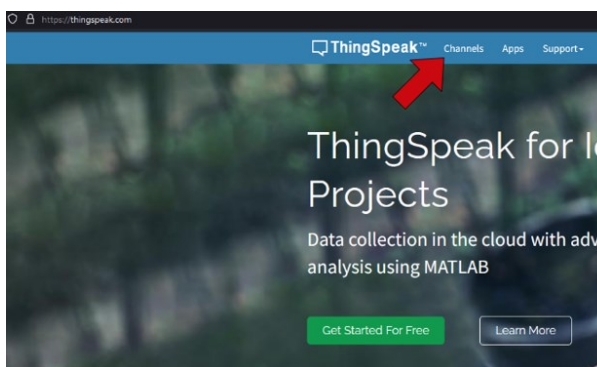 https://thingspeak.com
ThingSpeak™ Channels Apps Support
ThingSpeak for I
Projects
Data collection in the cloud with adv
analysis using MATLAB
Get Started For Free Learn More